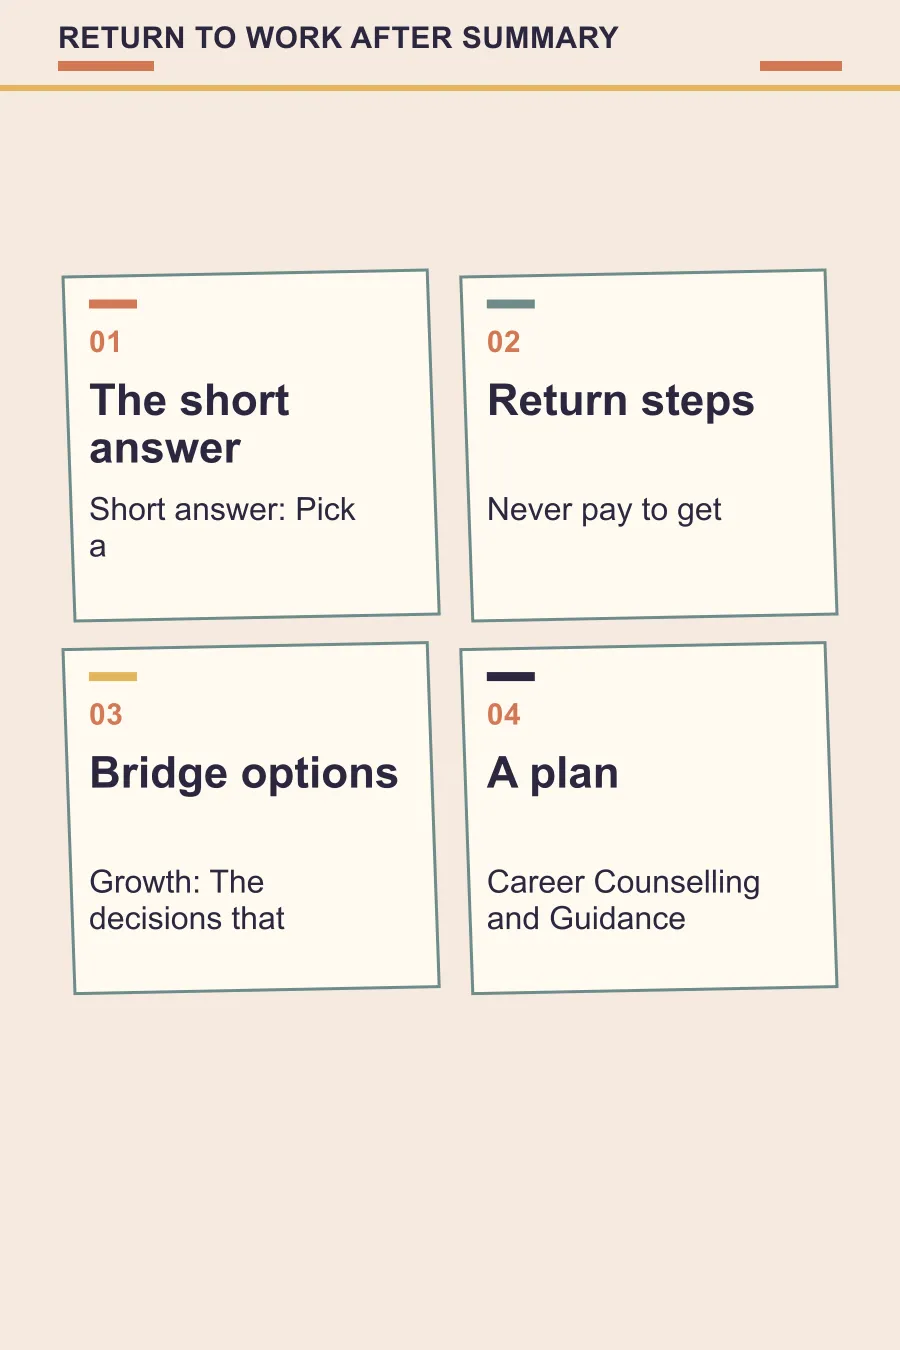 RETURN TO WORK AFTER SUMMARY
01
The short
answer
Short answer: Pick
a
02
Return steps
Never pay to get
03
Bridge options
Growth: The
decisions that
04
A plan
Career Counselling
and Guidance